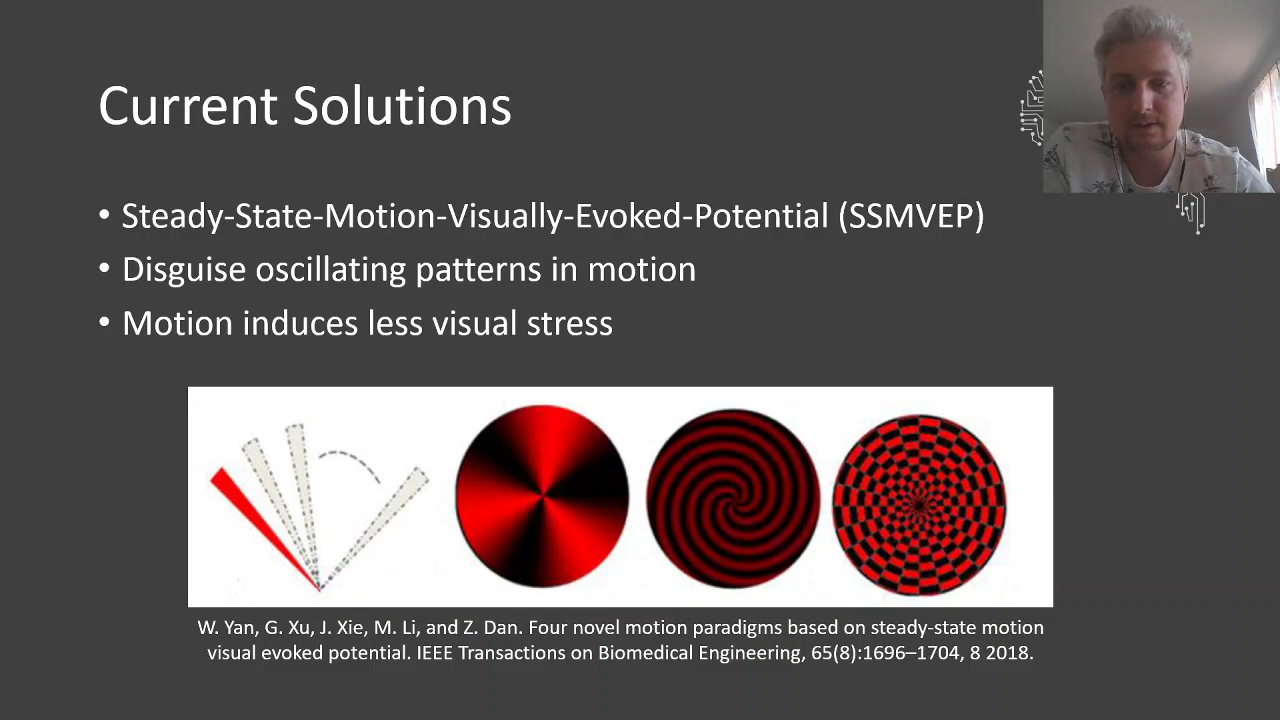 Current Solutions
• Steady-State-Motion-Visually-Evoked-Potential (SSMVEP)
• Disguise oscillating patterns in motion
• Motion induces less visual stress
W. Yan, G. Xu, J. Xie, M. Li, and Z. Dan. Four novel motion paradigms based on steady-state motion
visual evoked potential. IEEE Transactions on Biomedical Engineering, 65(8):1696–1704, 8 2018.